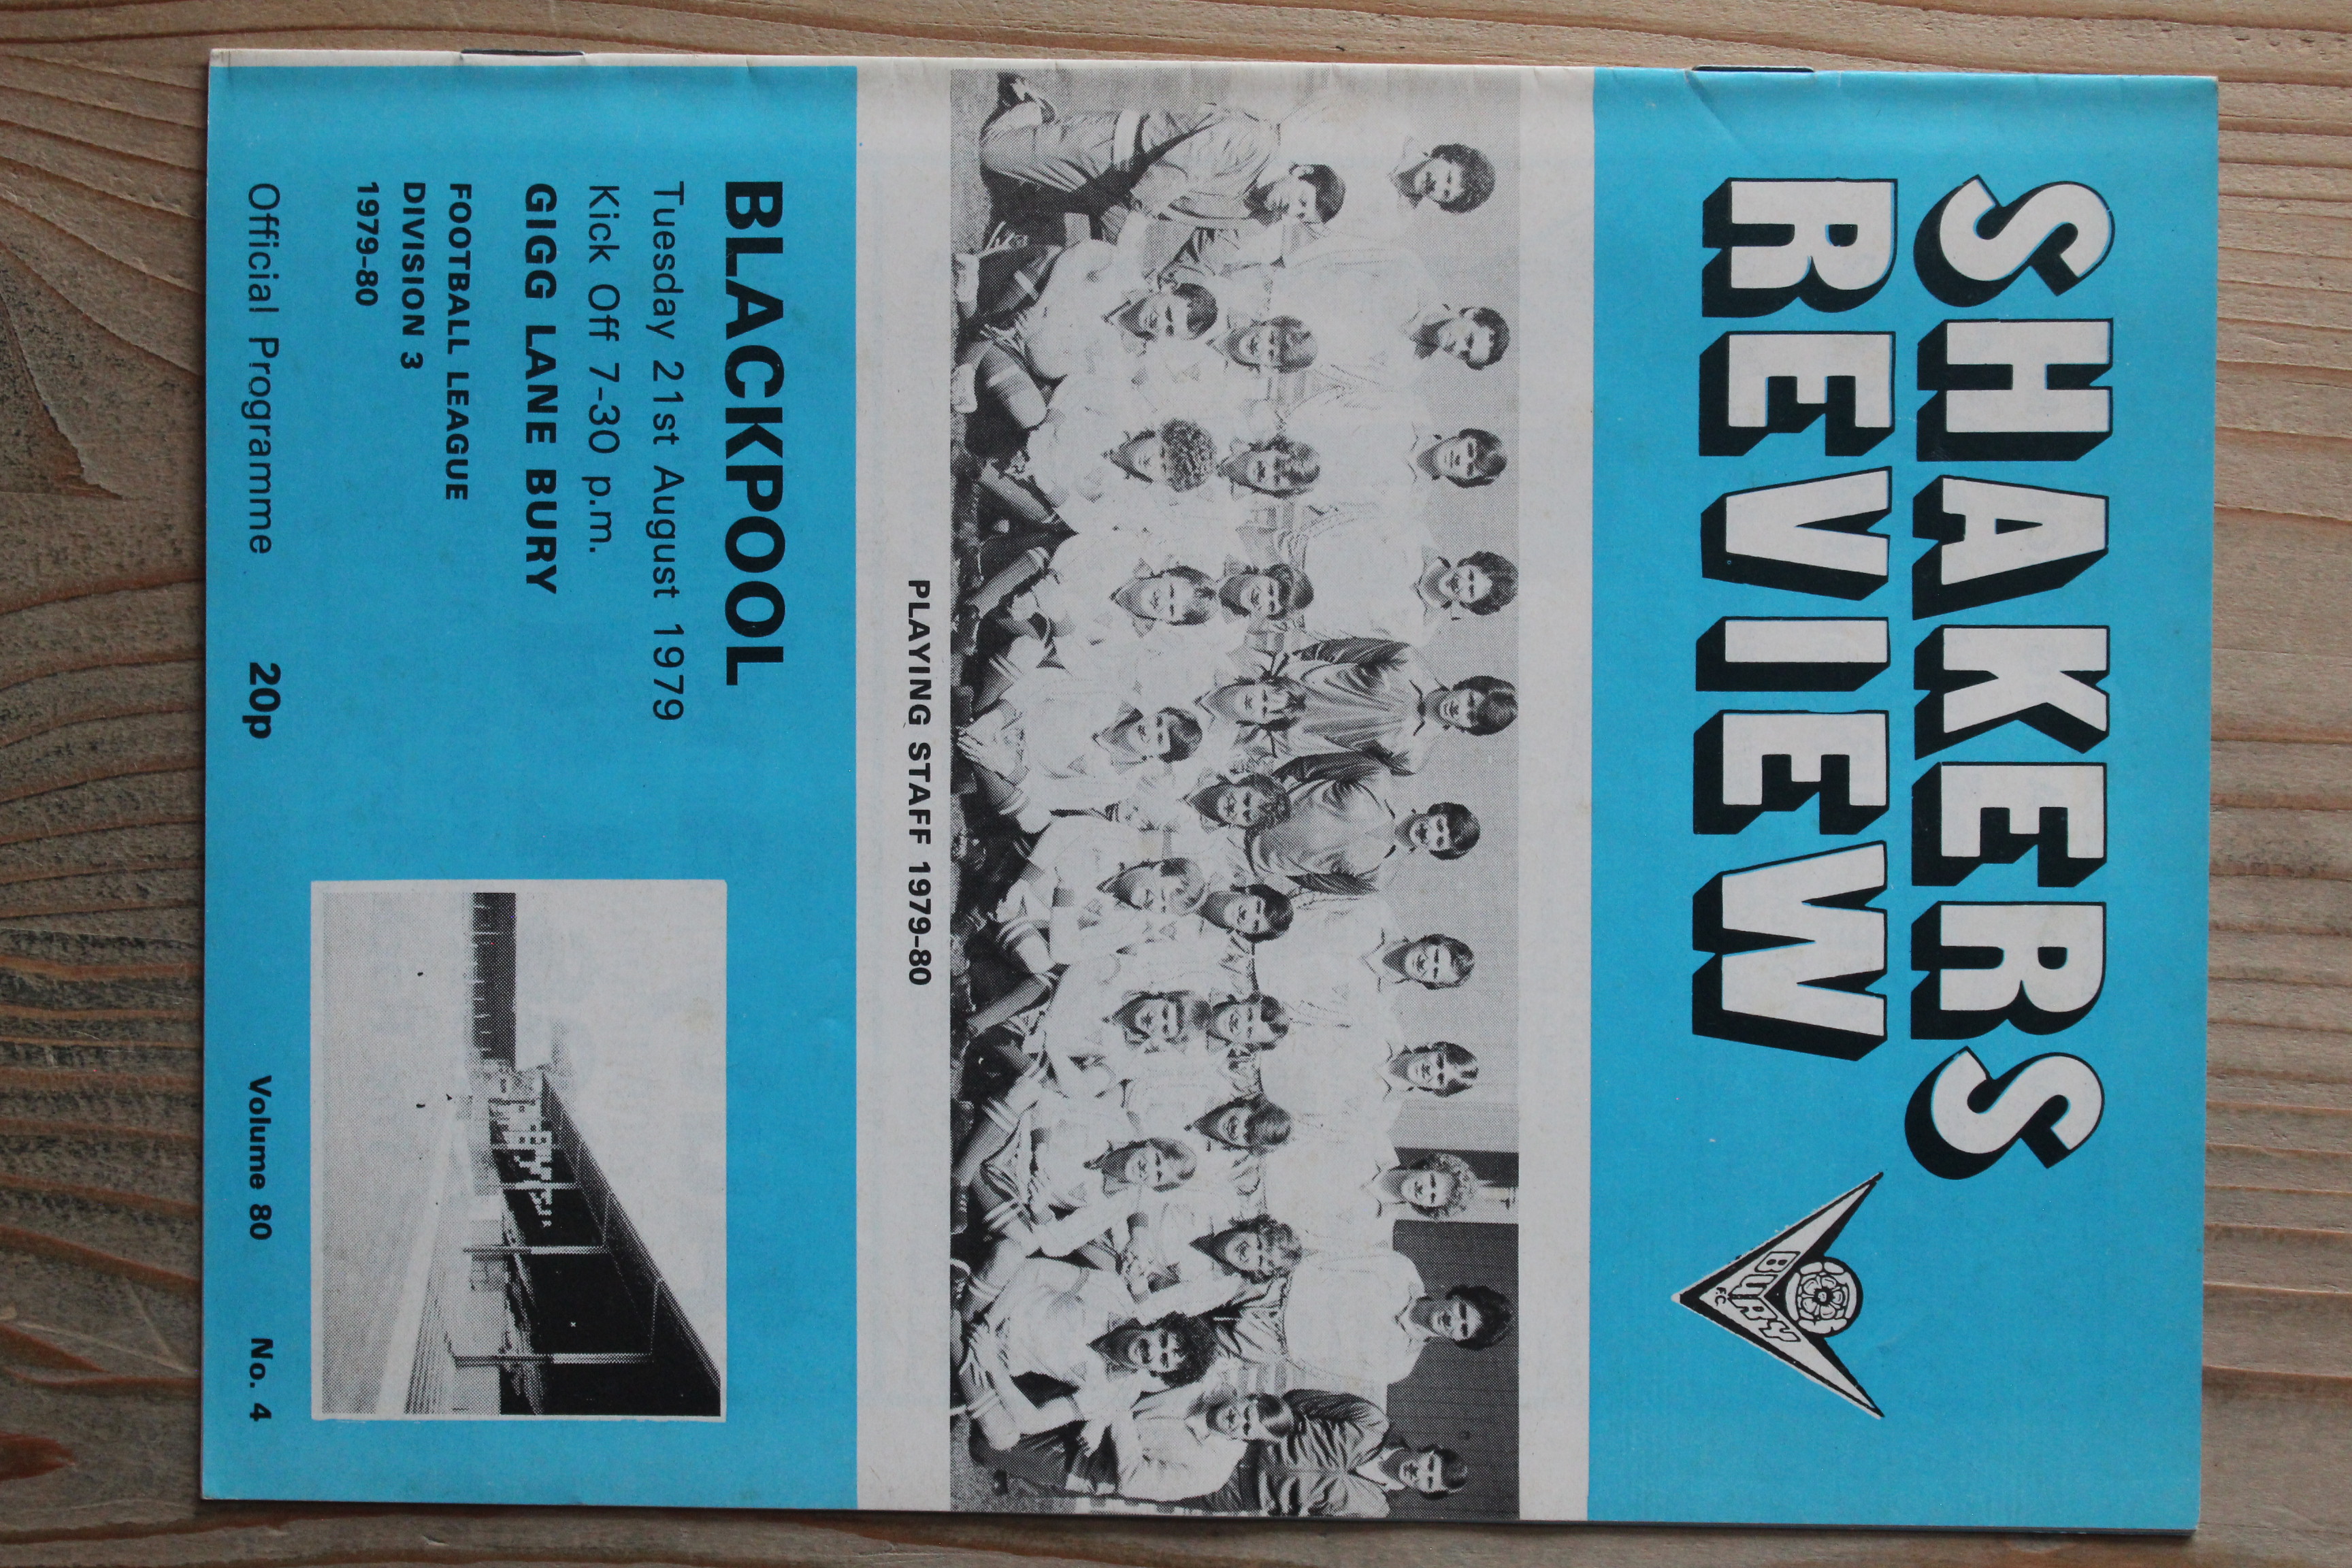 SHAKERS
REVIEW
BURY
F.C.
PLAYING STAFF 1979-80
BLACKPOOL
Tuesday 21st August 1979
Kick Off 7-30 p.m.
GIGG LANE BURY
FOOTBALL LEAGUE
DIVISION 3
1979-80
Official Programme 20p Volume 80 No. 4